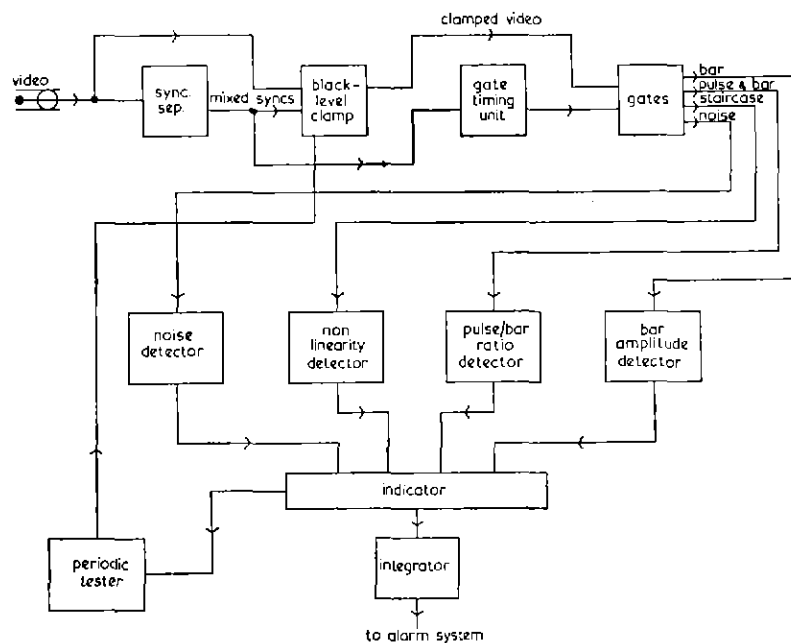 clamped video
video
sync.
sep.
mixed syncs
black-
level
clamp
gate
timing
unit
gates
bar
pulse & bar
staircase
noise
noise
detector
non
linearity
detector
pulse/bar
ratio
detector
bar
amplitude
detector
indicator
periodic
tester
integrator
to alarm system